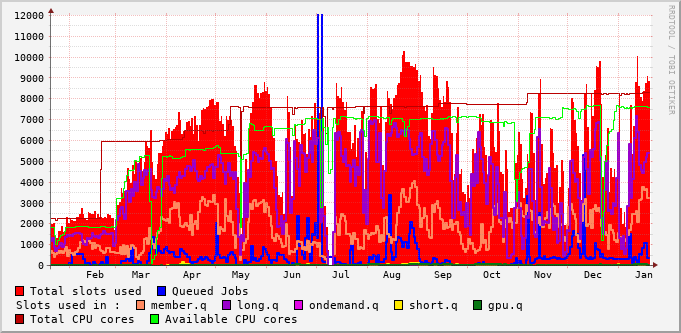 12000
11000
10000
9000
8000
7000
6000
5000
4000
3000
2000
1000
0
Feb Mar Apr May Jun Jul Aug Sep Oct Nov Dec Jan
RRDTOOL / TOBI OETIKER
Total slots used Queued Jobs
Slots used in : member.q long.q ondemand.q short.q gpu.q
Total CPU cores Available CPU cores